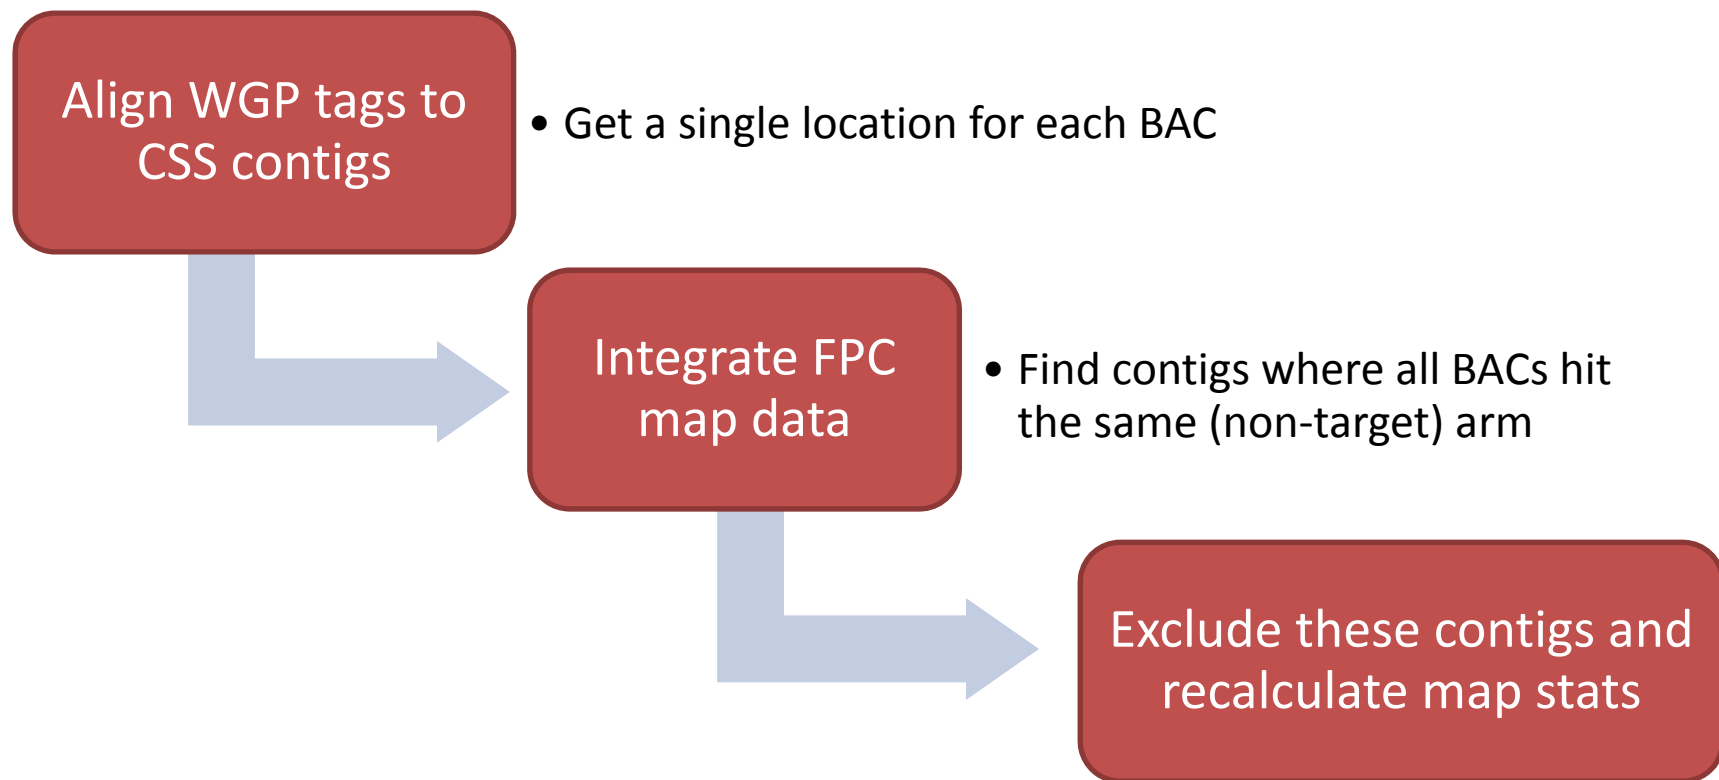 Align WGP tags to
CSS contigs
• Get a single location for each BAC
Integrate FPC
map data
• Find contigs where all BACs hit
the same (non-target) arm
Exclude these contigs and
recalculate map stats